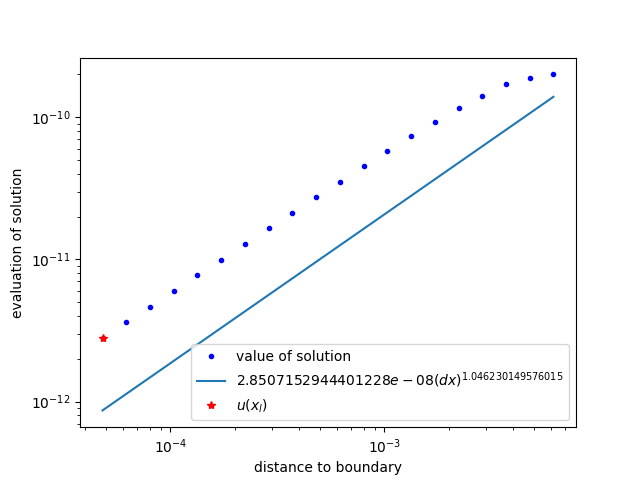 10⁻¹⁰
10⁻¹¹
10⁻¹²
evaluation of solution
value of solution
2.8507152944401228e − 08(dx)^1.046230149576015
u(x_I)
10⁻⁴
10⁻³
distance to boundary